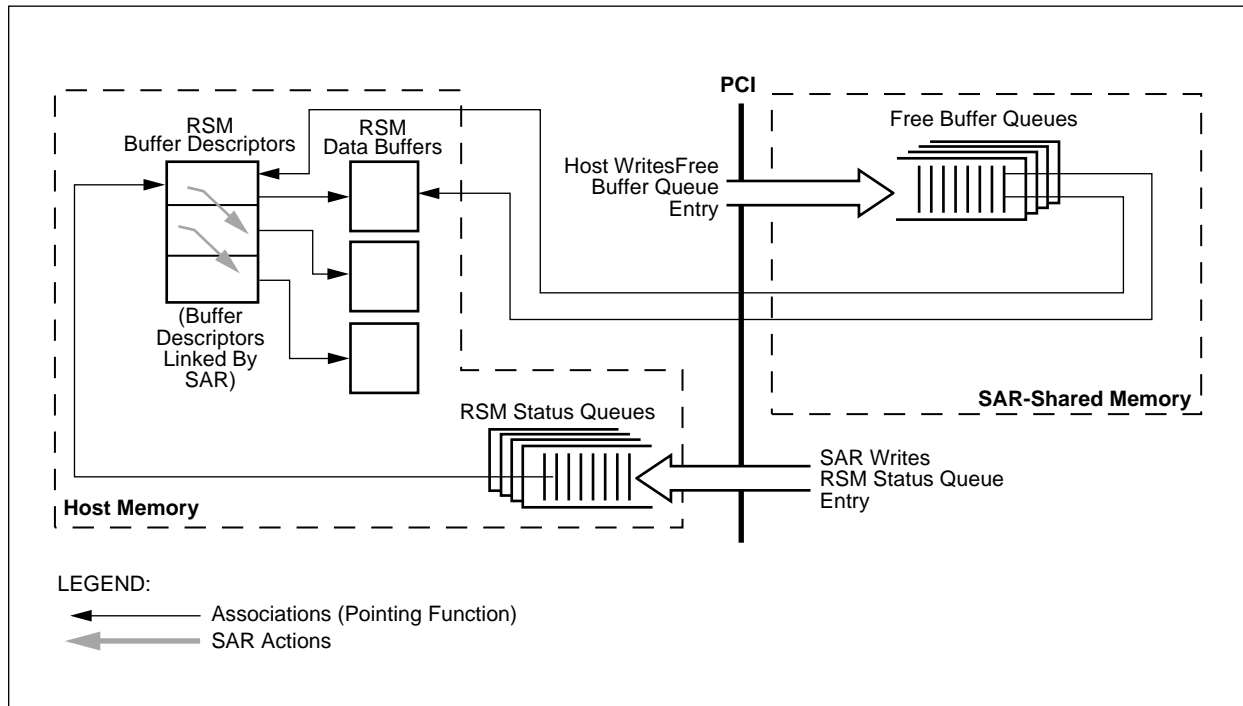 PCI
RSM
Buffer Descriptors
RSM
Data Buffers
Free Buffer Queues
Host WritesFree
Buffer Queue
Entry
(Buffer
Descriptors
Linked By
SAR)
SAR-Shared Memory
RSM Status Queues
SAR Writes
RSM Status Queue
Entry
Host Memory
LEGEND:
Associations (Pointing Function)
SAR Actions